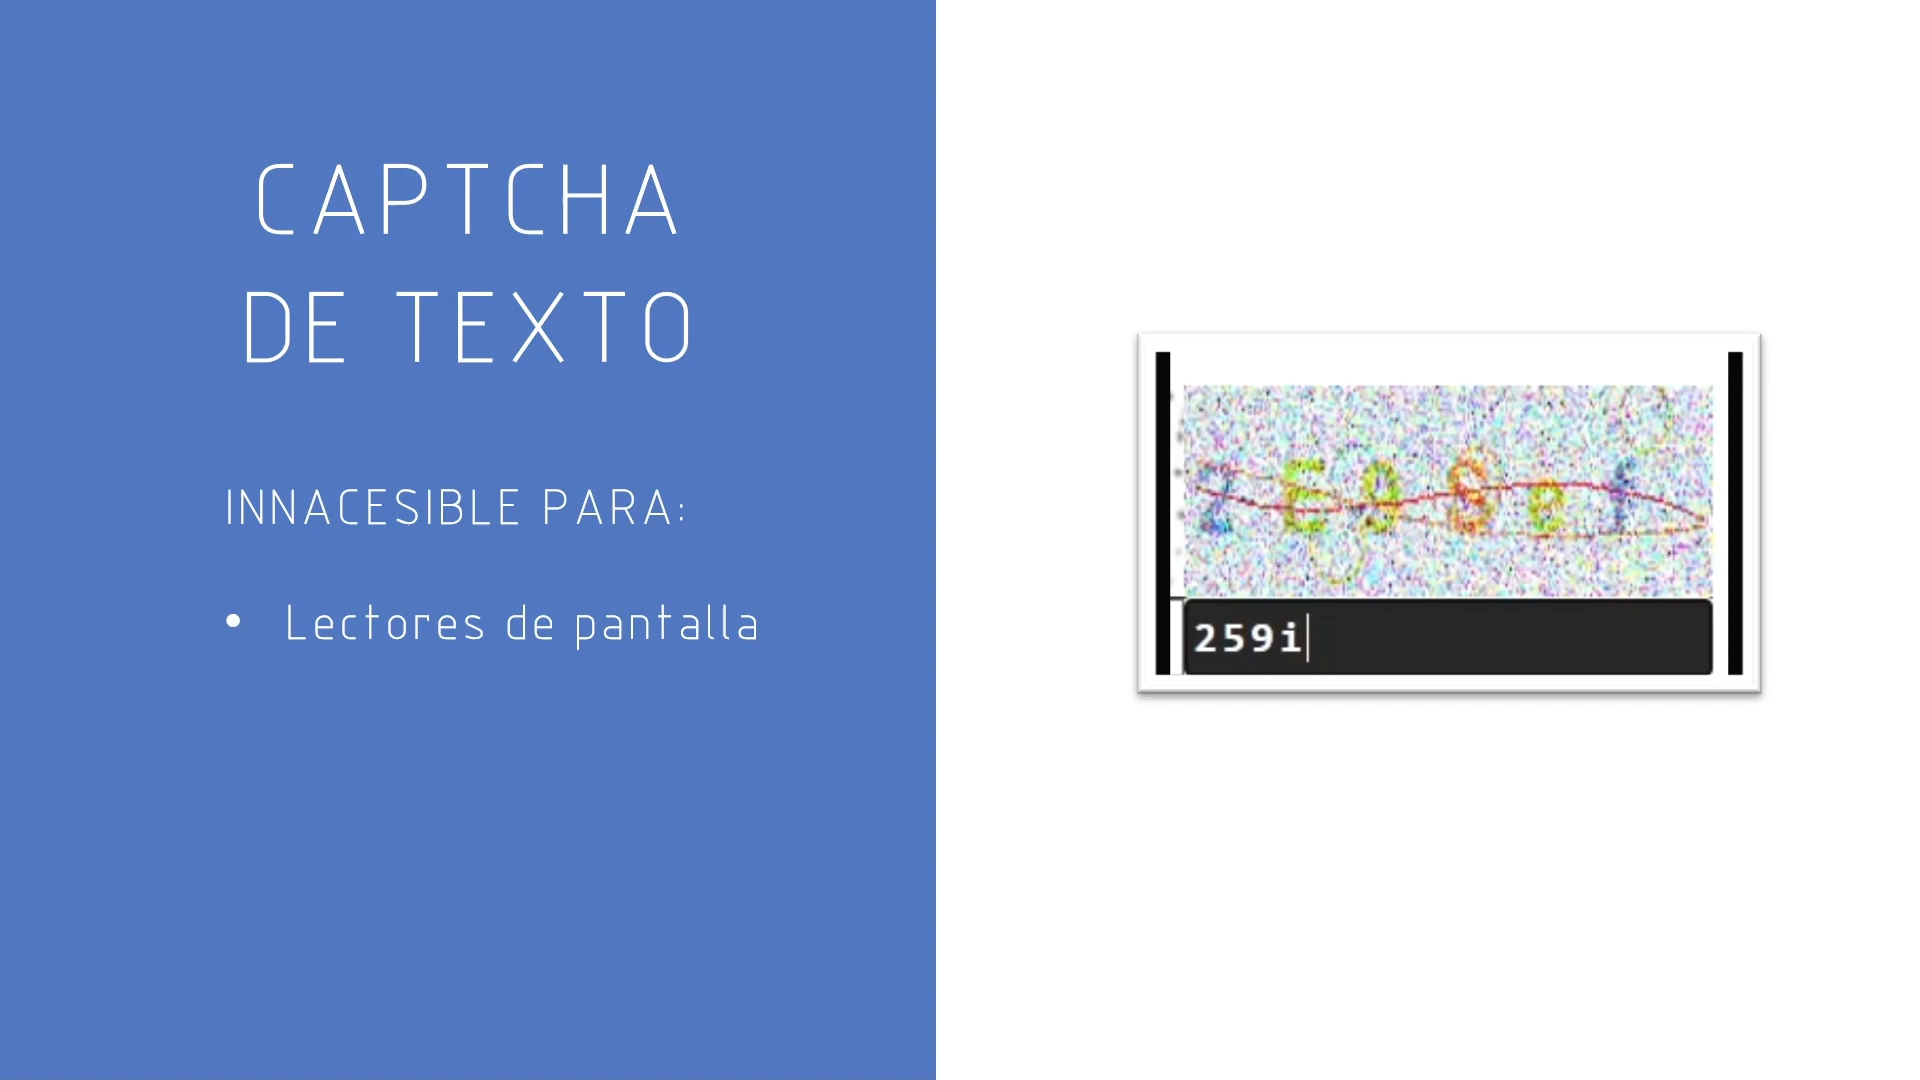 CAPTCHA
DE TEXTO
INNACESIBLE PARA:
• Lectores de pantalla
259i